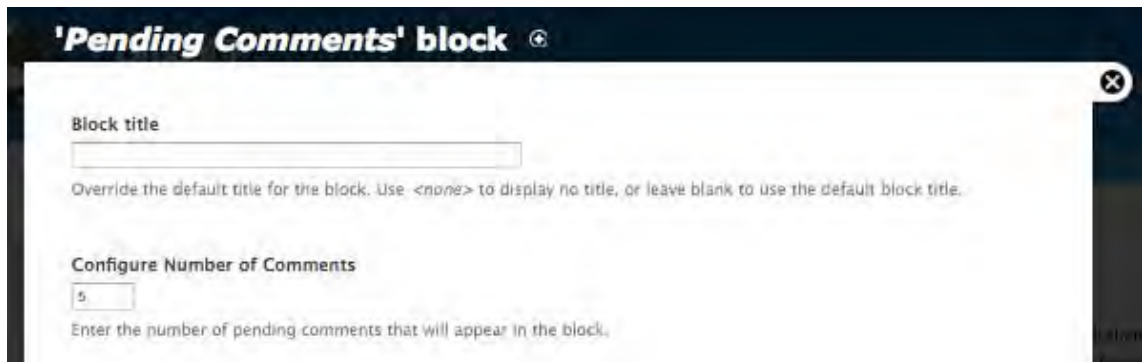 'Pending Comments' block
Block title
Override the default title for the block. Use <none> to display no title, or leave blank to use the default block title.
Configure Number of Comments
5
Enter the number of pending comments that will appear in the block.